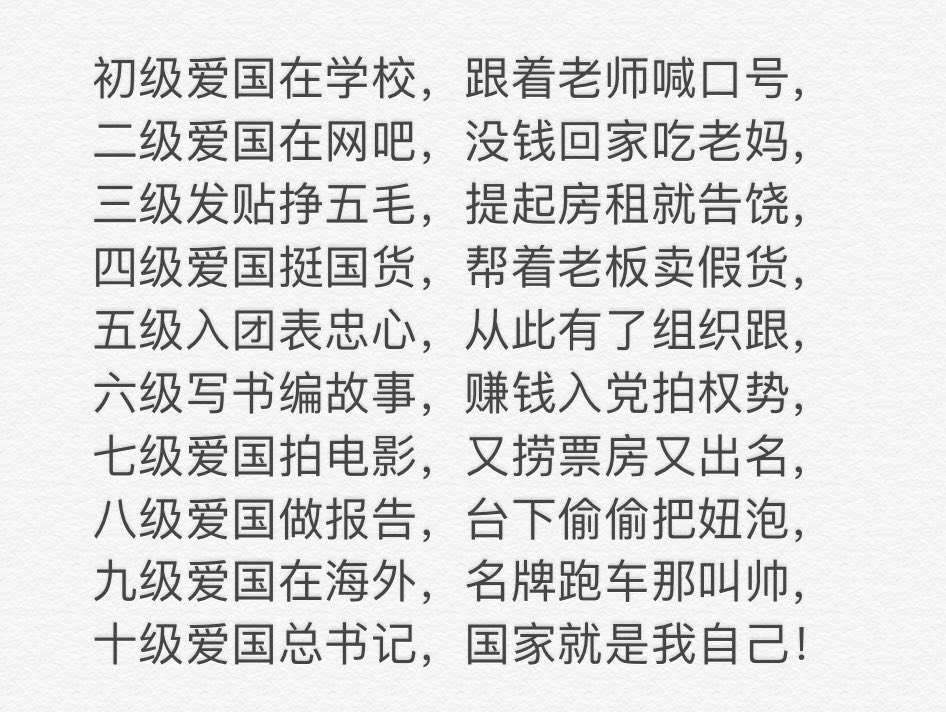 初级爱国在学校，跟着老师喊口号，
二级爱国在网吧，没钱回家吃老妈，
三级发贴挣五毛，提起房租就告饶，
四级爱国挺国货，帮着老板卖假货，
五级入团表忠心，从此有了组织跟，
六级写书编故事，赚钱入党拍权势，
七级爱国拍电影，又捞票房又出名，
八级爱国做报告，台下偷偷把妞泡，
九级爱国在海外，名牌跑车那叫帅，
十级爱国总书记，国家就是我自己！